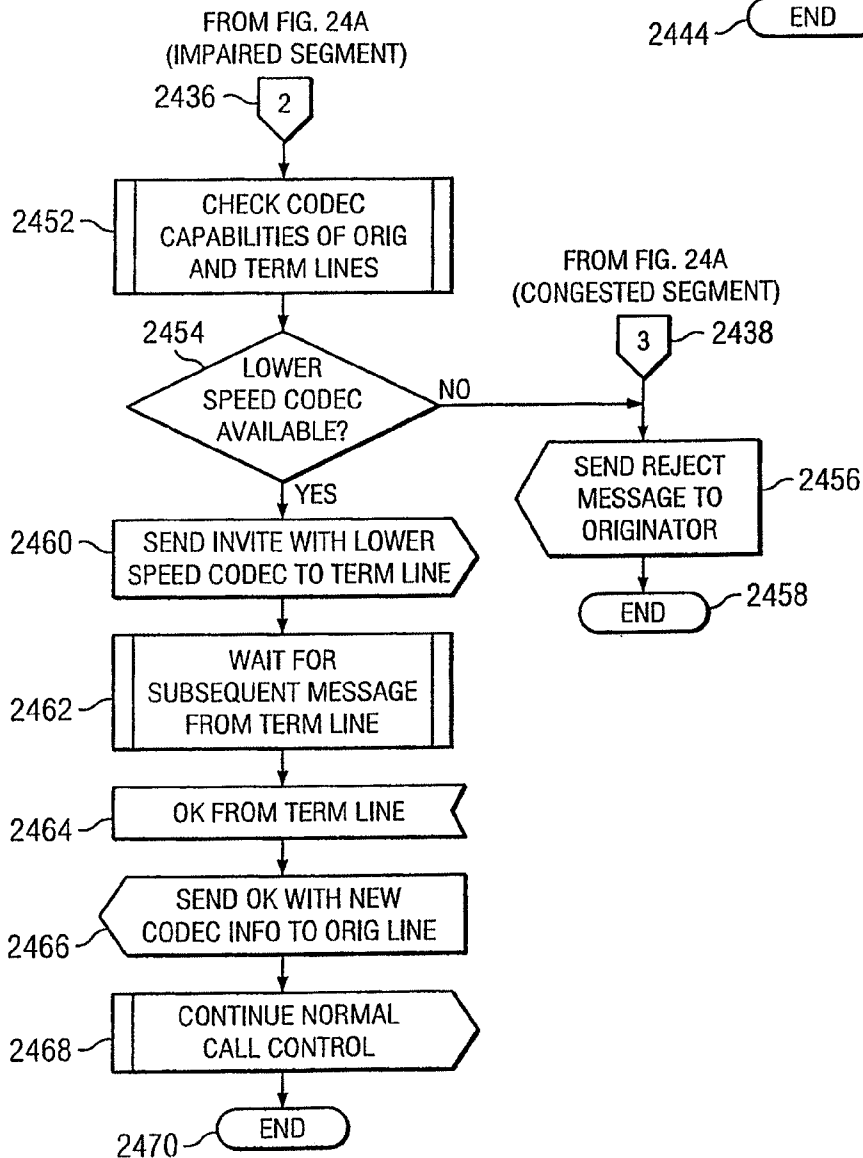 FROM FIG. 24A
(IMPAIRED SEGMENT)
2436
2
2444
END
2452
CHECK CODEC
CAPABILITIES OF ORIG
AND TERM LINES
FROM FIG. 24A
(CONGESTED SEGMENT)
3
2438
2454
LOWER
SPEED CODEC
AVAILABLE?
NO
YES
SEND REJECT
MESSAGE TO
ORIGINATOR
2456
END
2458
2460
SEND INVITE WITH LOWER
SPEED CODEC TO TERM LINE
2462
WAIT FOR
SUBSEQUENT MESSAGE
FROM TERM LINE
2464
OK FROM TERM LINE
2466
SEND OK WITH NEW
CODEC INFO TO ORIG LINE
2468
CONTINUE NORMAL
CALL CONTROL
2470
END